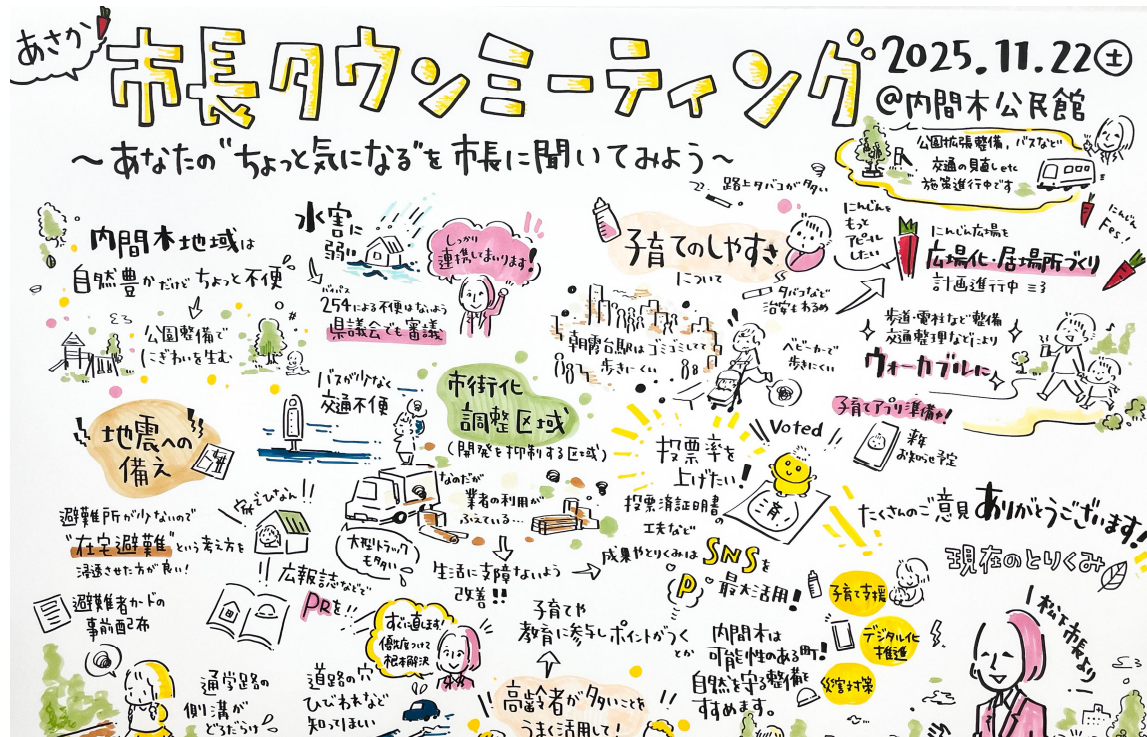 あさか
市長タウンミーティング
2025.11.22(土)
@内間木公民館
～あなたの"ちょっと気になる"を市長に聞いてみよう～
公園拡張整備、バスなど
交通の見直しetc
施策進行中です
内間木地域は
自然豊かだけどちょっと不便
公園整備で
にぎわいを生む
水害に
弱い
バイパス
254による不便はないよう
県議会でも審議
しっかり
連携してまいります!
バスが少なく
交通不便
地震への
備え
避難所が少ないので
"在宅避難"という考え方を
浸透させた方が良い!
家でひなん!
避難者カードの
事前配布
広報誌などで
PRを!!
市街化
調整区域
(開発を抑制する区域)
なのだが
業者の利用が
ふえている…
大型トラック
も多い
生活に支障ないよう
改善!!
通学路の
側溝が
どろだらけ
道路の穴
ひびわれなど
知ってほしい
すぐに直します!
優先度つけて
根本解決
路上タバコが多い
子育てのしやすさ
について
タバコなど
治安もわるめ
朝霞台駅はゴミゴミしてて
歩きにくい
ベビーカーで
歩きにくい
にんじんを
もっと
アピール
したい
にんじん
Fes!
にんじん広場を
広場化・居場所づくり
計画進行中
歩道・電柱など整備
交通整理などにより
ウォーカブルに
子育てアプリ準備中!
来年
お知らせ予定
投票率を
上げたい!
Voted
済!
投票済証明書の
工夫など
成果やとりくみはSNSを
最大活用!
P
子育てや
教育に参与しポイントがつく
とか
高齢者が多いことを
うまく活用して!
内間木は
可能性のある町!
自然を守る整備を
すすめます。
たくさんのご意見ありがとうございます!
現在のとりくみ
子育て支援
デジタル化
推進
災害対策
松下市長より